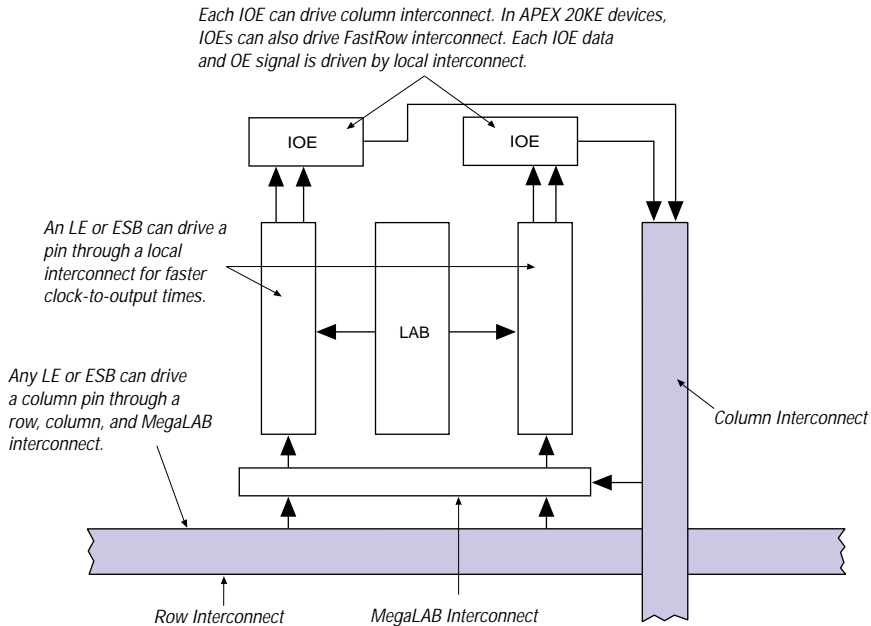 Each IOE can drive column interconnect. In APEX 20KE devices,
IOEs can also drive FastRow interconnect. Each IOE data
and OE signal is driven by local interconnect.
IOE
IOE
An LE or ESB can drive a
pin through a local
interconnect for faster
clock-to-output times.
LAB
Any LE or ESB can drive
a column pin through a
row, column, and MegaLAB
interconnect.
Column Interconnect
Row Interconnect
MegaLAB Interconnect